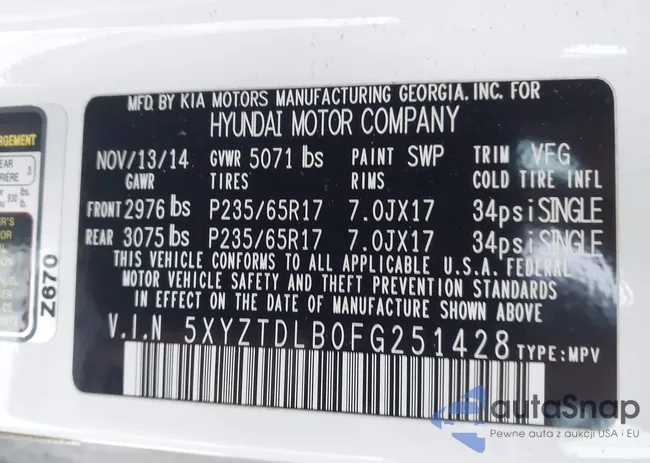 MFD. BY KIA MOTORS MANUFACTURING GEORGIA. INC. FOR
HYUNDAI MOTOR COMPANY
NOV/13/14 GVWR 5071 lbs PAINT SWP TRIM VFG
GAWR TIRES RIMS COLD TIRE INFL
FRONT 2976 lbs P235/65R17 7.0JX17 34psi SINGLE
REAR 3075 lbs P235/65R17 7.0JX17 34psi SINGLE
THIS VEHICLE CONFORMS TO ALL APPLICABLE U.S.A. FEDERAL
MOTOR VEHICLE SAFETY AND THEFT PREVENTION STANDARDS
IN EFFECT ON THE DATE OF MANUFACTURE SHOWN ABOVE
V.I.N 5XYZTDLB0FG251428 TYPE:MPV
Z670
autaSnap
Pewne auta z aukcji USA i EU